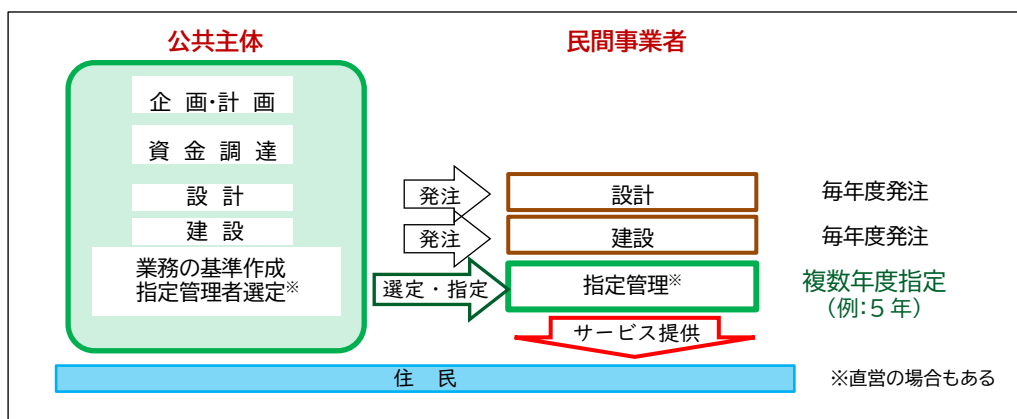 公共主体
民間事業者
企 画・計 画
資 金 調 達
設 計
発注
設計
毎年度発注
建 設
発注
建設
毎年度発注
業務の基準作成
指定管理者選定※
選定・指定
指定管理※
複数年度指定
(例:5年)
サービス提供
住 民
※直営の場合もある